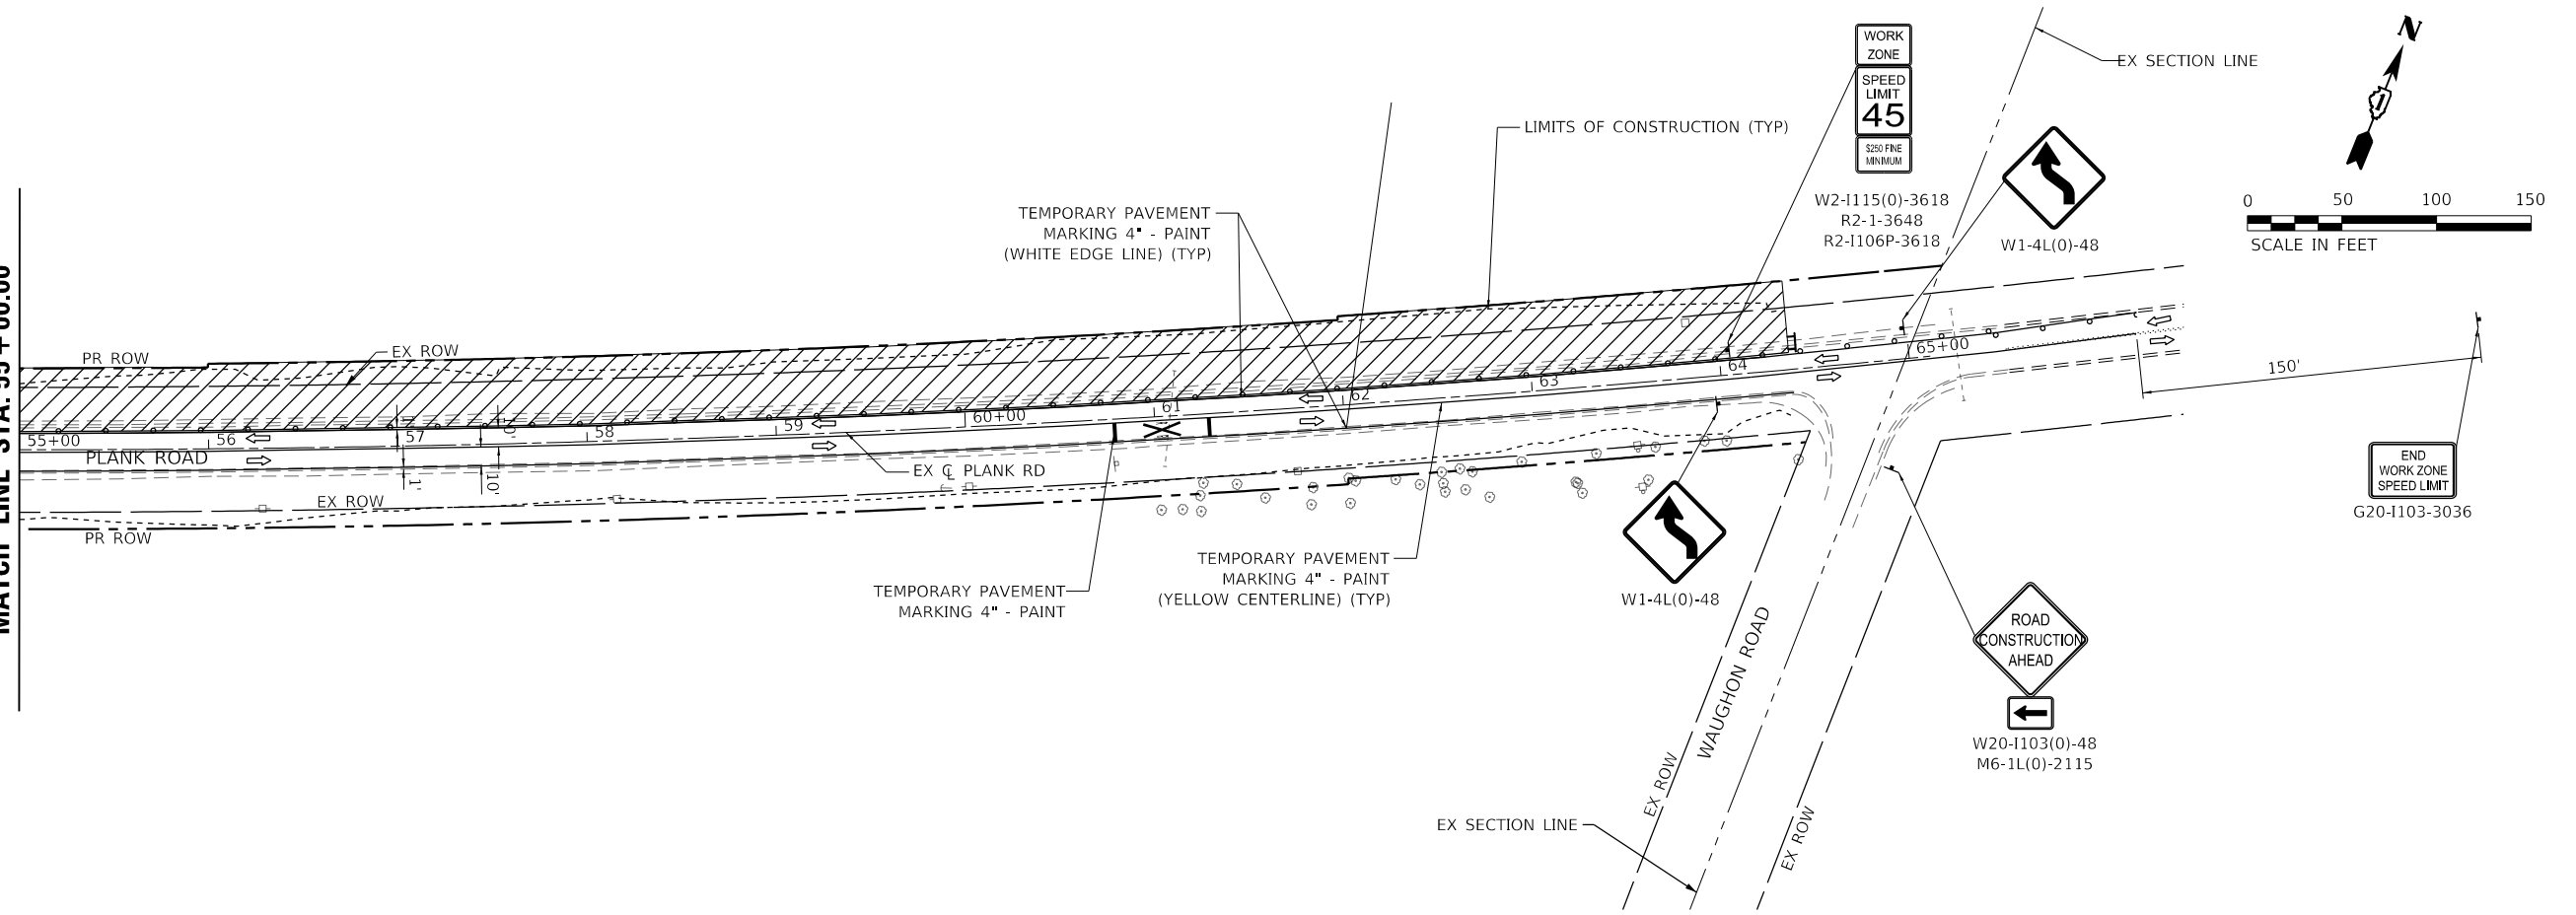 MATCH LINE STA. 55+00.00
WORK
ZONE
SPEED
LIMIT
45
$250 FINE
MINIMUM
W2-I115(0)-3618
R2-1-3648
R2-I106P-3618
EX SECTION LINE
N
W1-4L(0)-48
0 50 100 150
SCALE IN FEET
LIMITS OF CONSTRUCTION (TYP)
TEMPORARY PAVEMENT
MARKING 4" - PAINT
(WHITE EDGE LINE) (TYP)
PR ROW
EX ROW
55+00
56
57
58
59
60+00
61
62
63
64
65+00
PLANK ROAD
1'
10'
EX ROW
PR ROW
EX ℄ PLANK RD
150'
END
WORK ZONE
SPEED LIMIT
G20-I103-3036
TEMPORARY PAVEMENT
MARKING 4" - PAINT
TEMPORARY PAVEMENT
MARKING 4" - PAINT
(YELLOW CENTERLINE) (TYP)
W1-4L(0)-48
WAUGHON ROAD
EX ROW
EX ROW
EX SECTION LINE
ROAD
CONSTRUCTION
AHEAD
W20-I103(0)-48
M6-1L(0)-2115